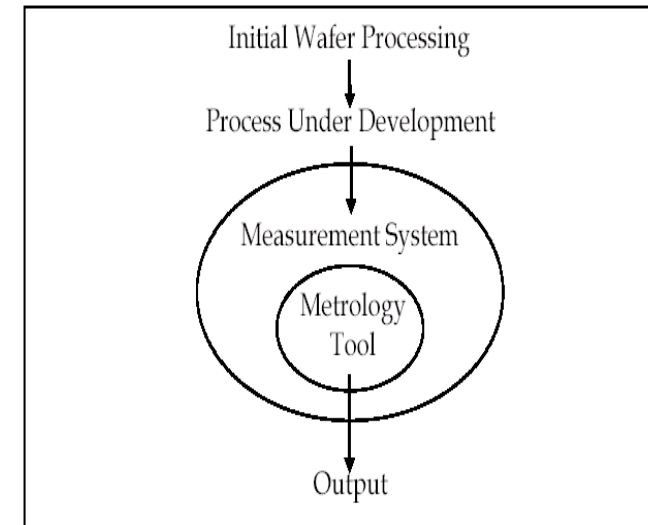 Initial Wafer Processing
Process Under Development
Measurement System
Metrology
Tool
Output